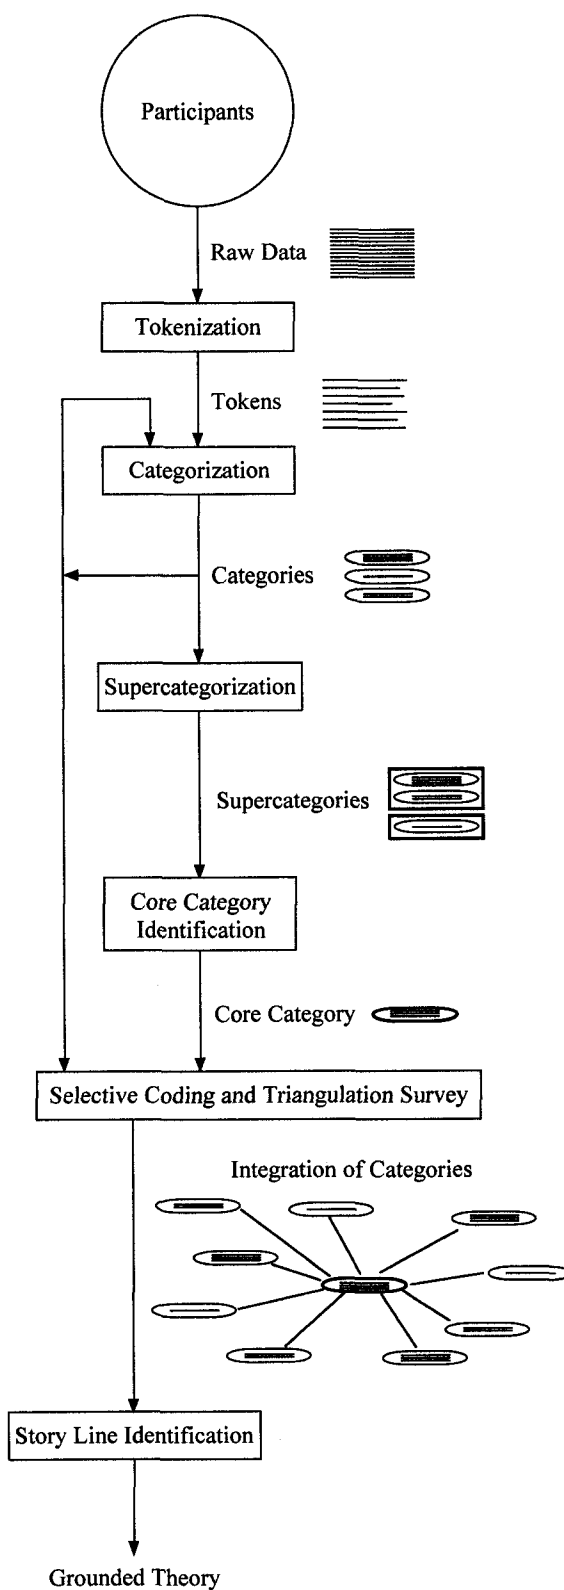 Participants
Raw Data
Tokenization
Tokens
Categorization
Categories
Supercategorization
Supercategories
Core Category
Identification
Core Category
Selective Coding and Triangulation Survey
Integration of Categories
Story Line Identification
Grounded Theory